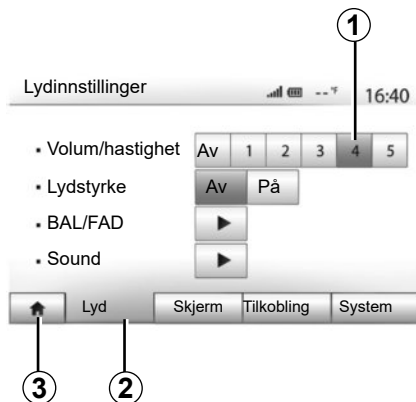 1
Lydinnstillinger --°F 16:40
Volum/hastighet Av 1 2 3 4 5
Lydstyrke Av På
BAL/FAD
Sound
Lyd Skjerm Tilkobling System
3 2